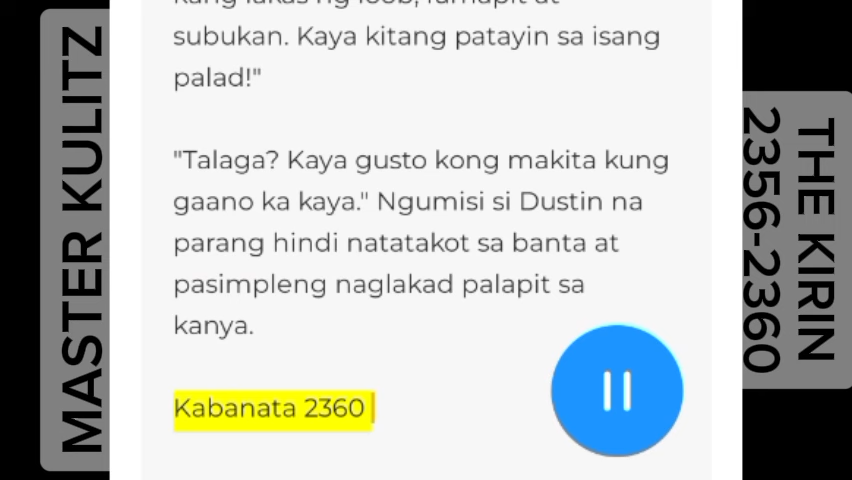 MASTER KULITZ
subukan. Kaya kitang patayin sa isang
palad!"
"Talaga? Kaya gusto kong makita kung
gaano ka kaya." Ngumisi si Dustin na
parang hindi natatakot sa banta at
pasimpleng naglakad palapit sa
kanya.
Kabanata 2360
THE KIRIN
2356-2360